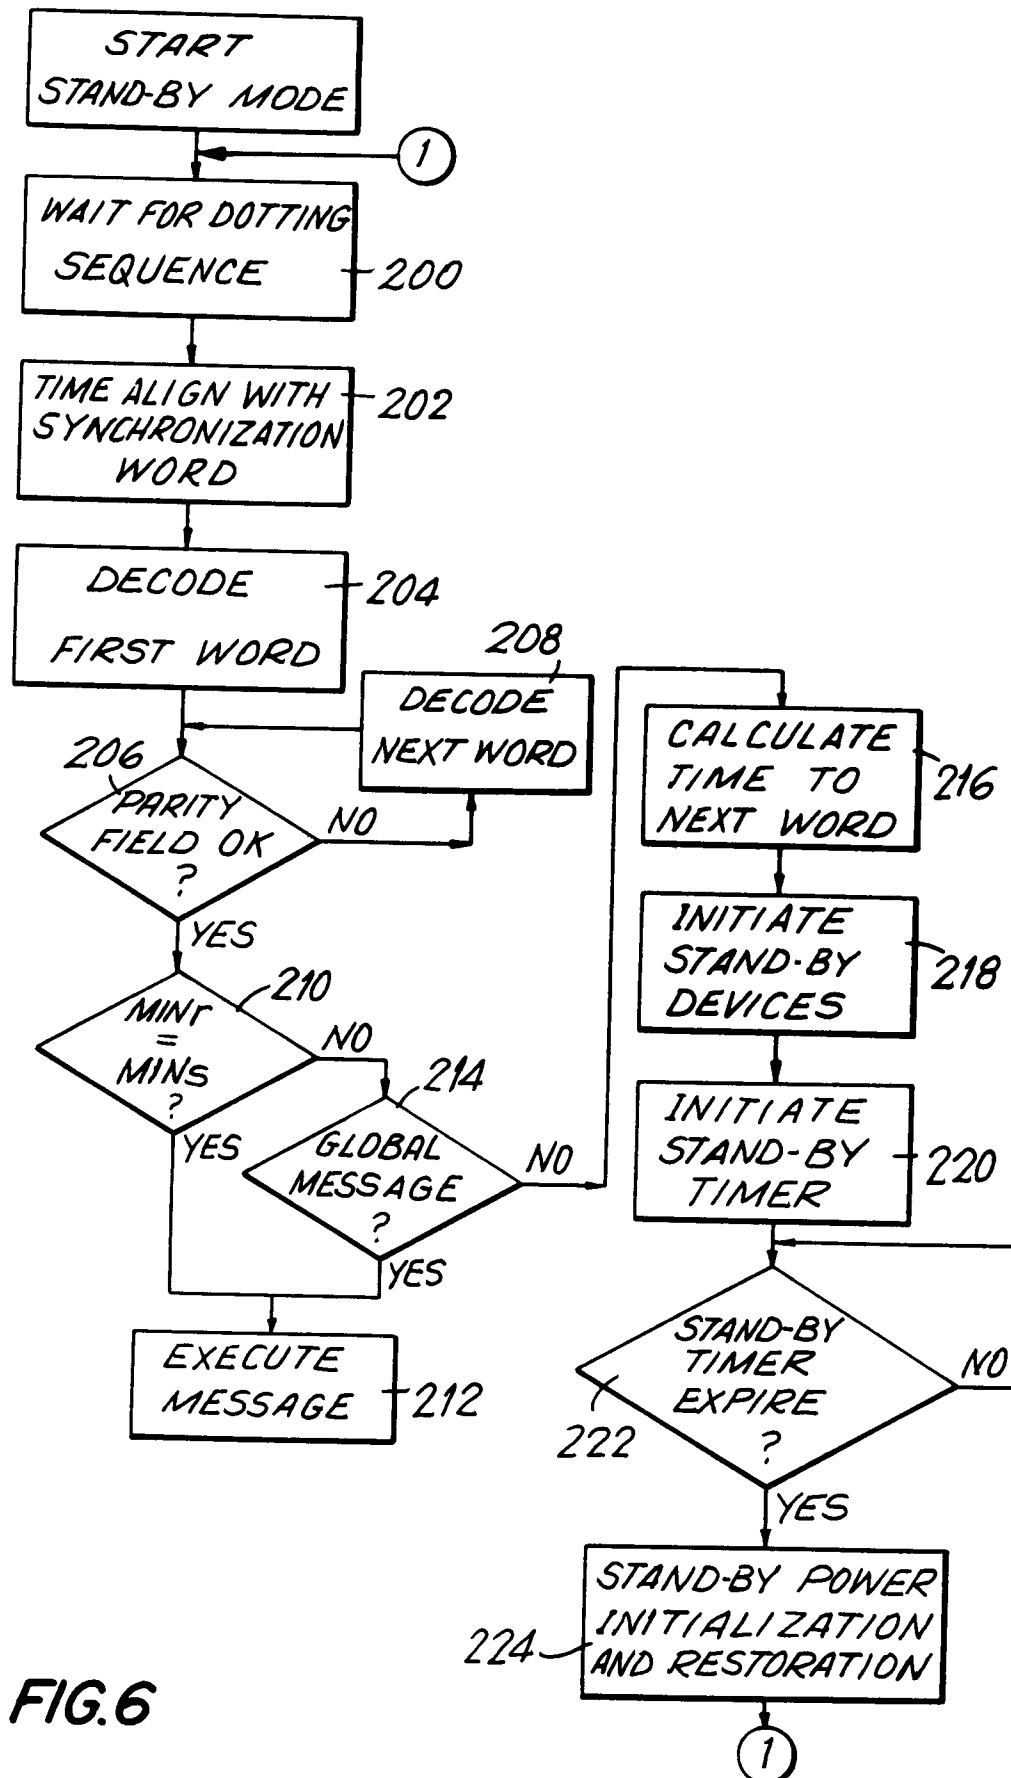 START
STAND-BY MODE
1
WAIT FOR DOTTING
SEQUENCE
200
TIME ALIGN WITH
SYNCHRONIZATION
WORD
202
DECODE
FIRST WORD
204
208
DECODE
NEXT WORD
206
PARITY
FIELD OK
?
NO
YES
210
MINr
=
MINs
?
NO
YES
214
GLOBAL
MESSAGE
?
NO
YES
EXECUTE
MESSAGE
212
CALCULATE
TIME TO
NEXT WORD
216
INITIATE
STAND-BY
DEVICES
218
INITIATE
STAND-BY
TIMER
220
STAND-BY
TIMER
EXPIRE
?
222
NO
YES
STAND-BY POWER
INITIALIZATION
AND RESTORATION
224
1
FIG.6